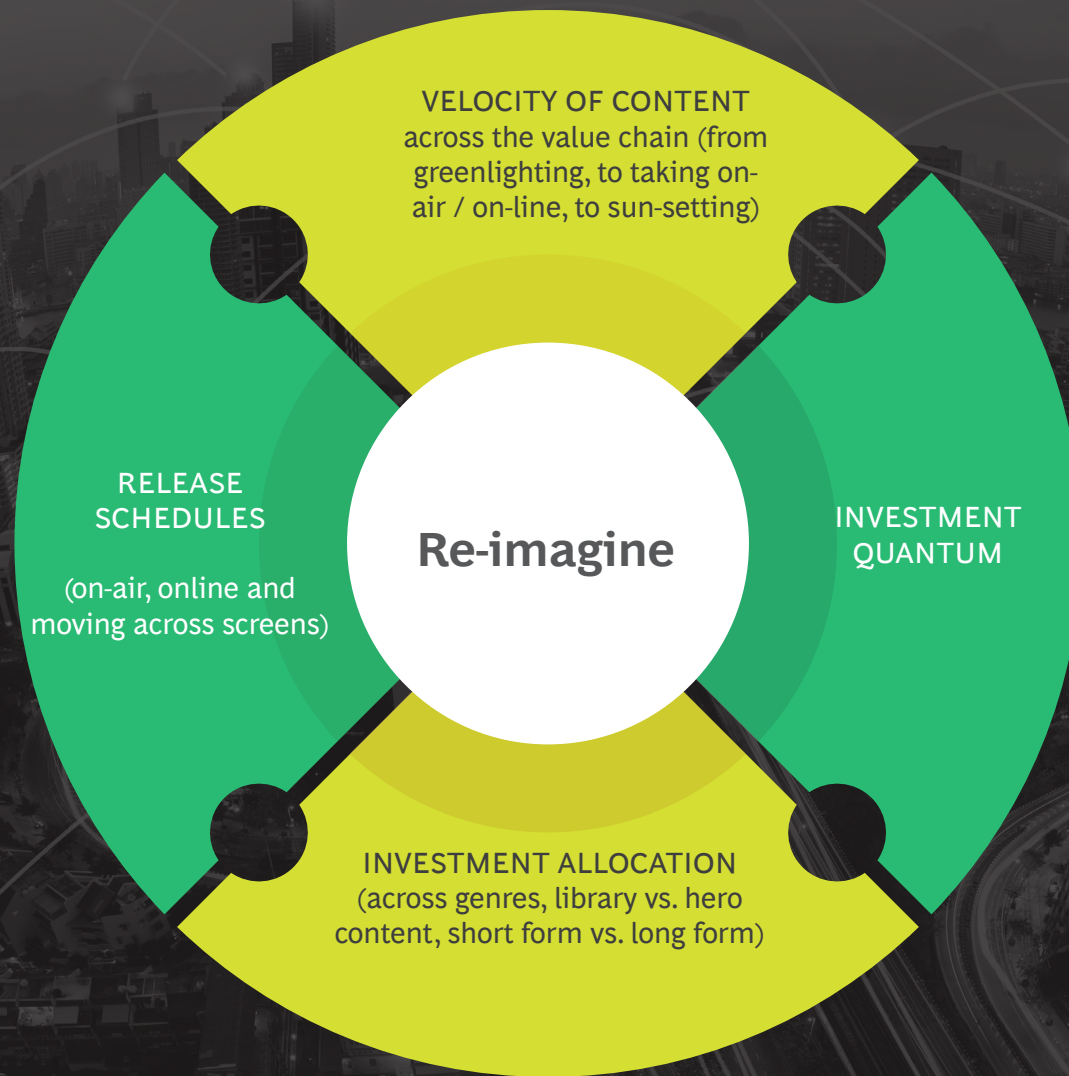 VELOCITY OF CONTENT
across the value chain (from
greenlighting, to taking on-
air / on-line, to sun-setting)
RELEASE
SCHEDULES
(on-air, online and
moving across screens)
Re-imagine
INVESTMENT
QUANTUM
INVESTMENT ALLOCATION
(across genres, library vs. hero
content, short form vs. long form)